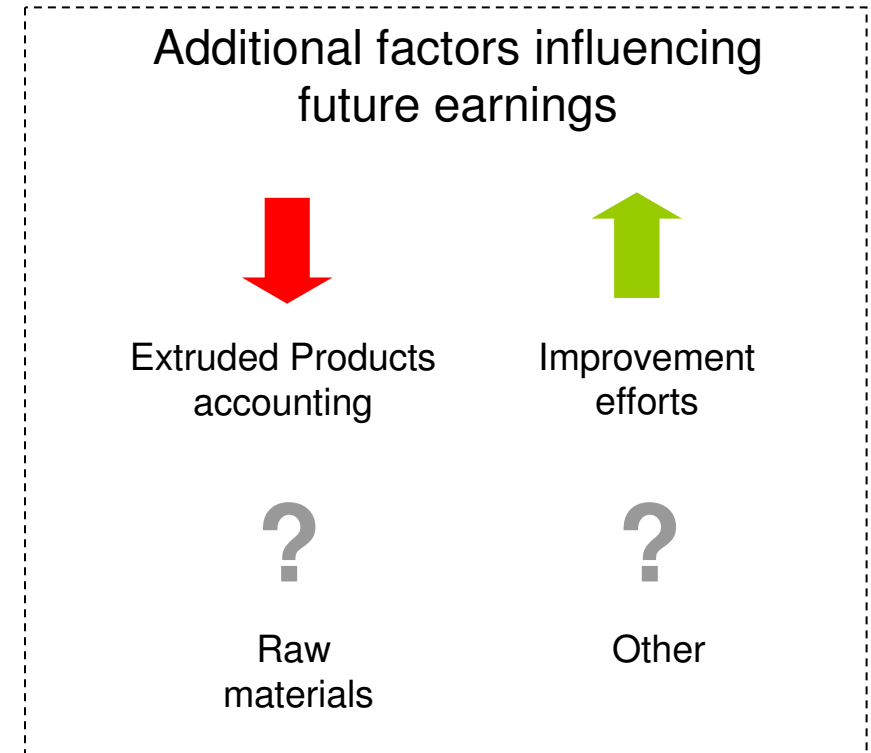 Additional factors influencing
future earnings
Extruded Products
accounting
Improvement
efforts
?
?
Raw
materials
Other